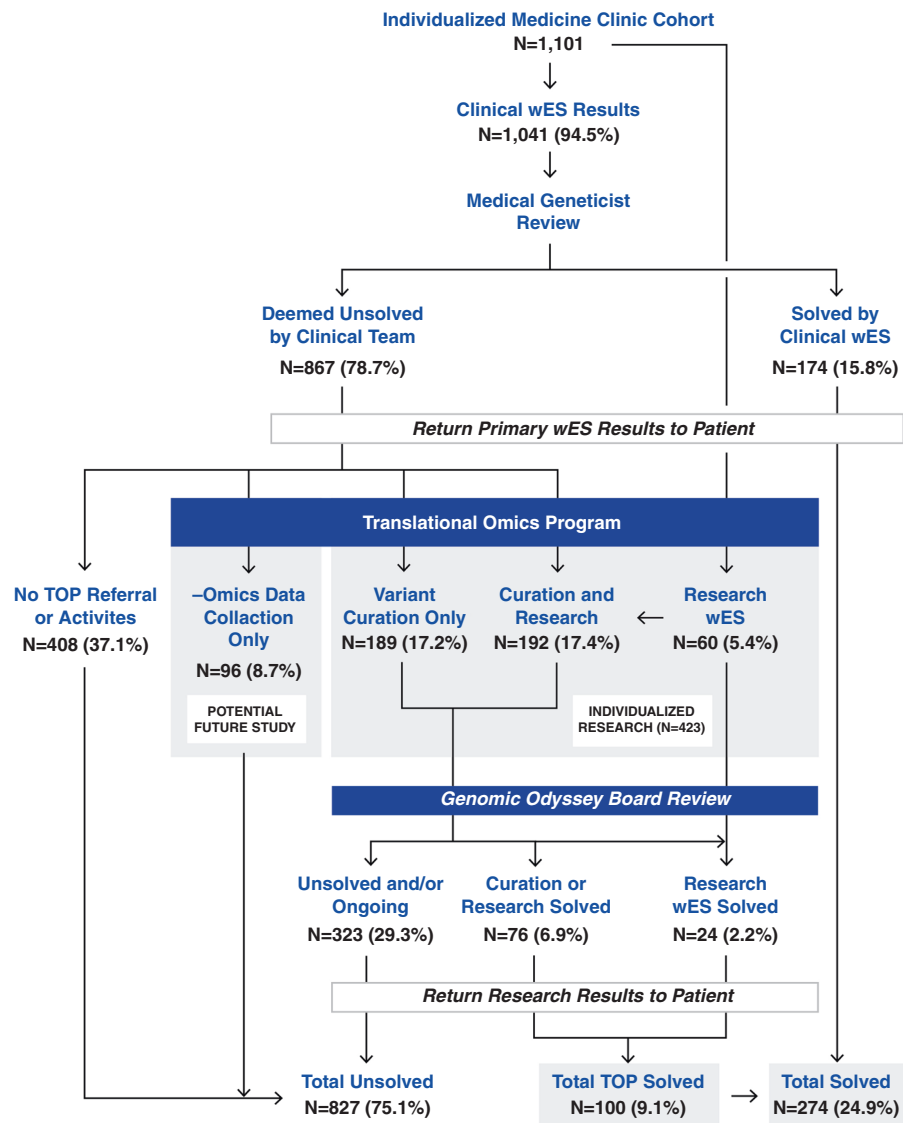 Individualized Medicine Clinic Cohort
N=1,101
Clinical wES Results
N=1,041 (94.5%)
Medical Geneticist
Review
Deemed Unsolved
by Clinical Team
N=867 (78.7%)
Solved by
Clinical wES
N=174 (15.8%)
Return Primary wES Results to Patient
Translational Omics Program
No TOP Referral
or Activites
N=408 (37.1%)
–Omics Data
Collaction
Only
N=96 (8.7%)
POTENTIAL
FUTURE STUDY
Variant
Curation Only
N=189 (17.2%)
Curation and
Research
N=192 (17.4%)
Research
wES
N=60 (5.4%)
INDIVIDUALIZED
RESEARCH (N=423)
Genomic Odyssey Board Review
Unsolved and/or
Ongoing
N=323 (29.3%)
Curation or
Research Solved
N=76 (6.9%)
Research
wES Solved
N=24 (2.2%)
Return Research Results to Patient
Total Unsolved
N=827 (75.1%)
Total TOP Solved
N=100 (9.1%)
Total Solved
N=274 (24.9%)